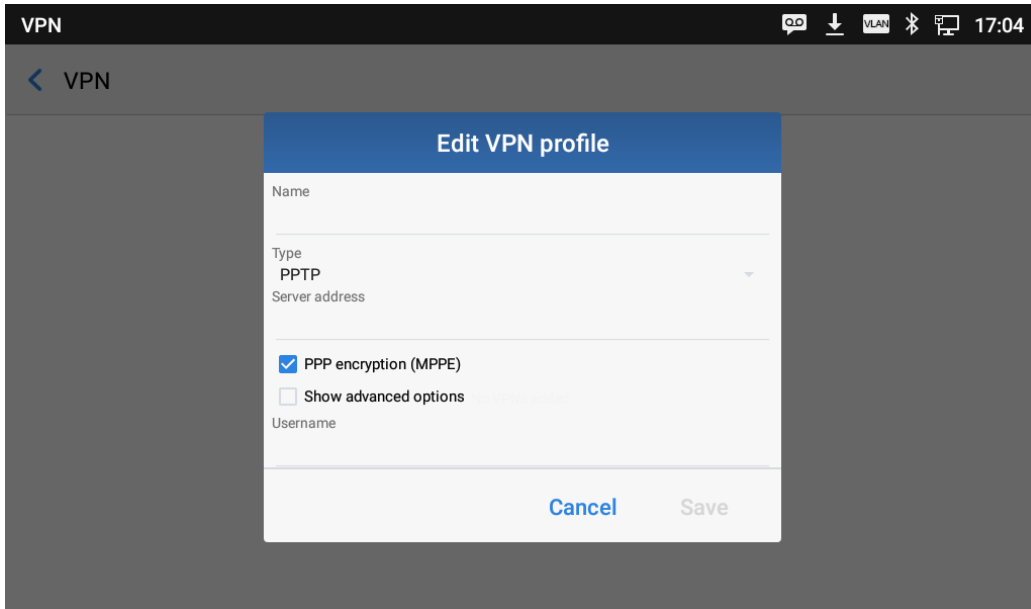 VPN
VLAN 17:04
VPN
Edit VPN profile
Name
Type
PPTP
Server address
PPP encryption (MPPE)
Show advanced options
Username
Cancel Save